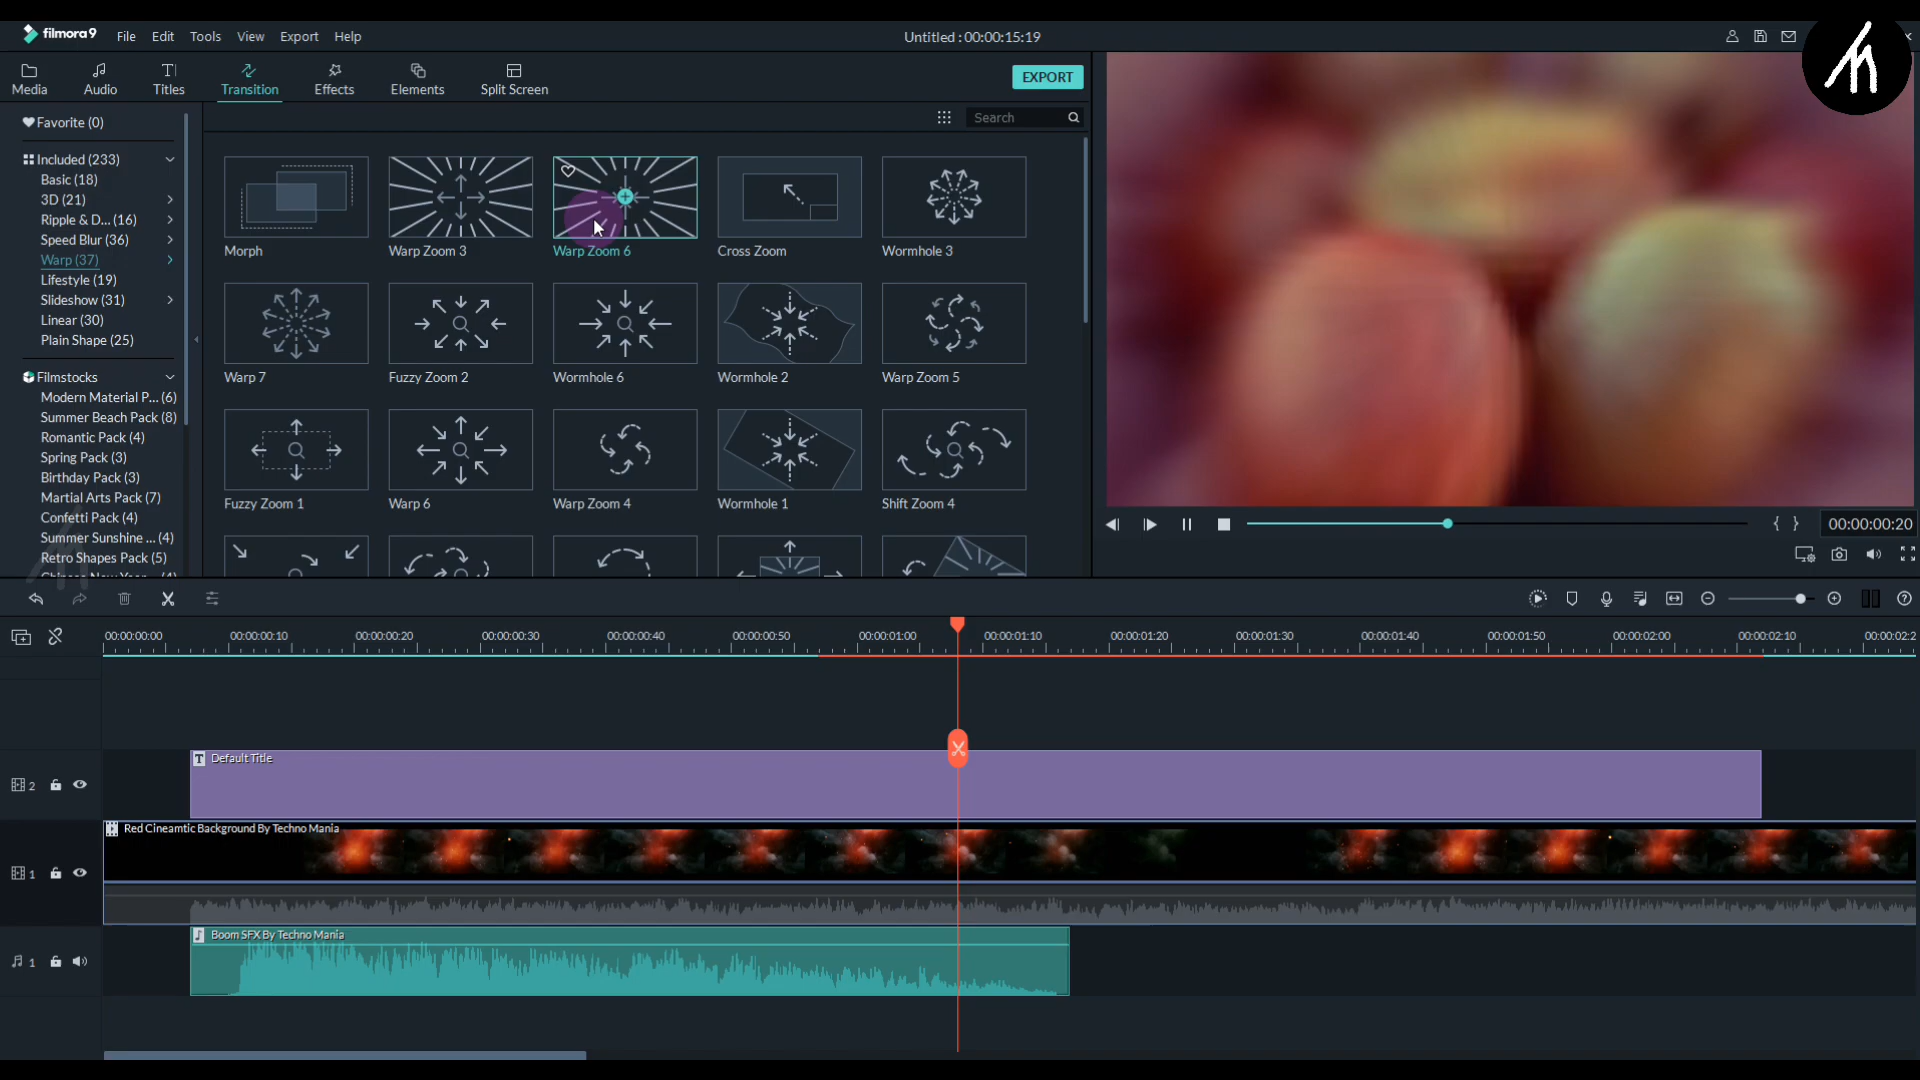 filmora9
File Edit Tools View Export Help
Untitled : 00:00:15:19
Media Audio Titles Transition Effects Elements Split Screen
EXPORT
Search
Favorite (0)
Included (233)
Basic (18)
3D (21)
Ripple & D... (16)
Speed Blur (36)
Warp (37)
Lifestyle (19)
Slideshow (31)
Linear (30)
Plain Shape (25)
Filmstocks
Modern Material P... (6)
Summer Beach Pack (8)
Romantic Pack (4)
Spring Pack (3)
Birthday Pack (3)
Martial Arts Pack (7)
Confetti Pack (4)
Summer Sunshine ... (4)
Retro Shapes Pack (5)
Morph Warp Zoom 3 Warp Zoom 6 Cross Zoom Wormhole 3
Warp 7 Fuzzy Zoom 2 Wormhole 6 Wormhole 2 Warp Zoom 5
Fuzzy Zoom 1 Warp 6 Warp Zoom 4 Wormhole 1 Shift Zoom 4
{ } 00:00:00:20
00:00:00:00 00:00:00:10 00:00:00:20 00:00:00:30 00:00:00:40 00:00:00:50 00:00:01:00 00:00:01:10 00:00:01:20 00:00:01:30 00:00:01:40 00:00:01:50 00:00:02:00 00:00:02:10 00:00:02:2
2
T Default Title
1
Red Cineamtic Background By Techno Mania
1
Boom SFX By Techno Mania